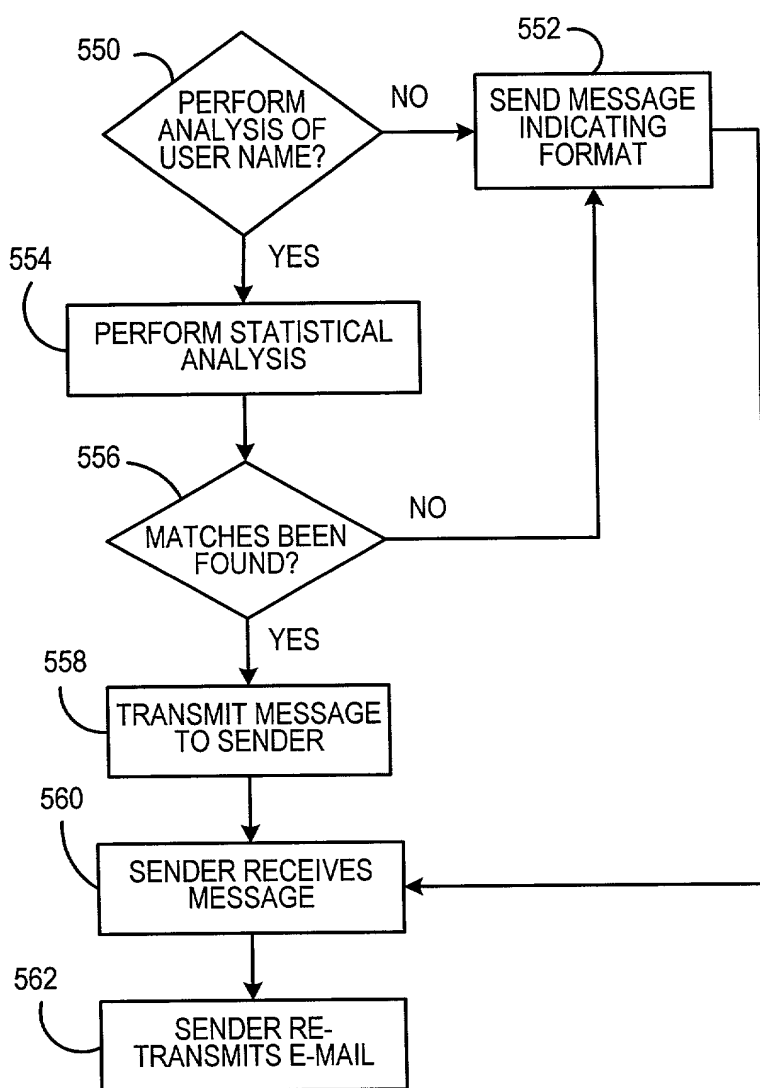 550
PERFORM
ANALYSIS OF
USER NAME?
NO
552
SEND MESSAGE
INDICATING
FORMAT
YES
554
PERFORM STATISTICAL
ANALYSIS
556
MATCHES BEEN
FOUND?
NO
YES
558
TRANSMIT MESSAGE
TO SENDER
560
SENDER RECEIVES
MESSAGE
562
SENDER RE-
TRANSMITS E-MAIL